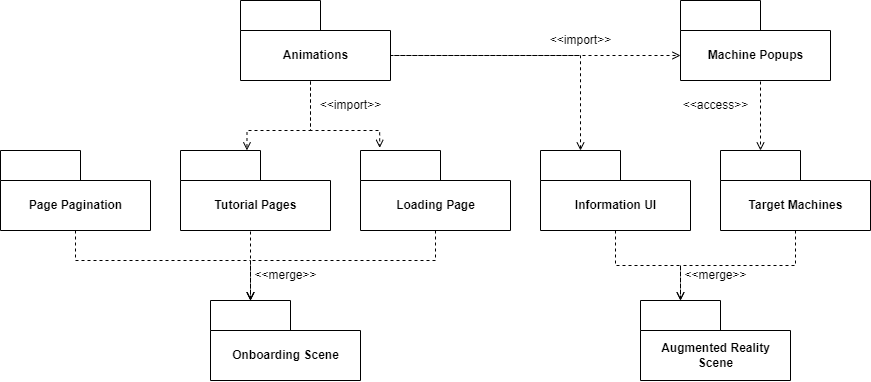 <<import>>
Animations
Machine Popups
<<import>>
<<access>>
Page Pagination
Tutorial Pages
Loading Page
Information UI
Target Machines
<<merge>>
<<merge>>
Onboarding Scene
Augmented Reality
Scene